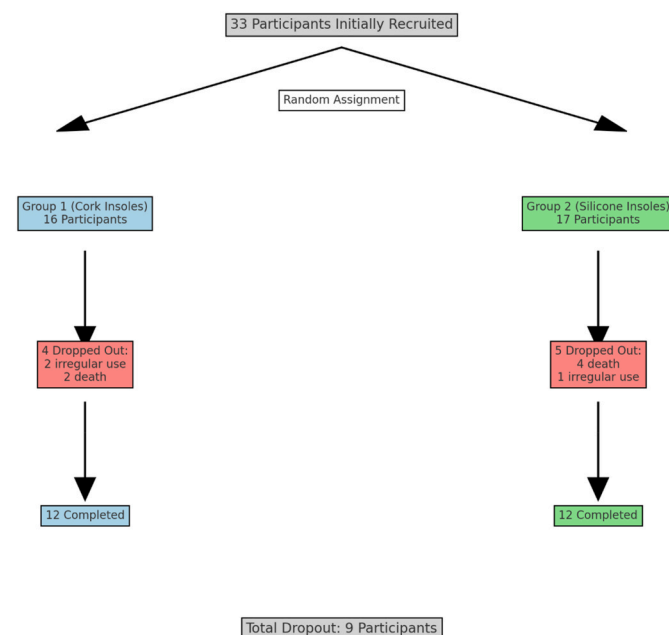 33 Participants Initially Recruited
Random Assignment
Group 1 (Cork Insoles)
16 Participants
Group 2 (Silicone Insoles)
17 Participants
4 Dropped Out:
2 irregular use
2 death
5 Dropped Out:
4 death
1 irregular use
12 Completed
12 Completed
Total Dropout: 9 Participants